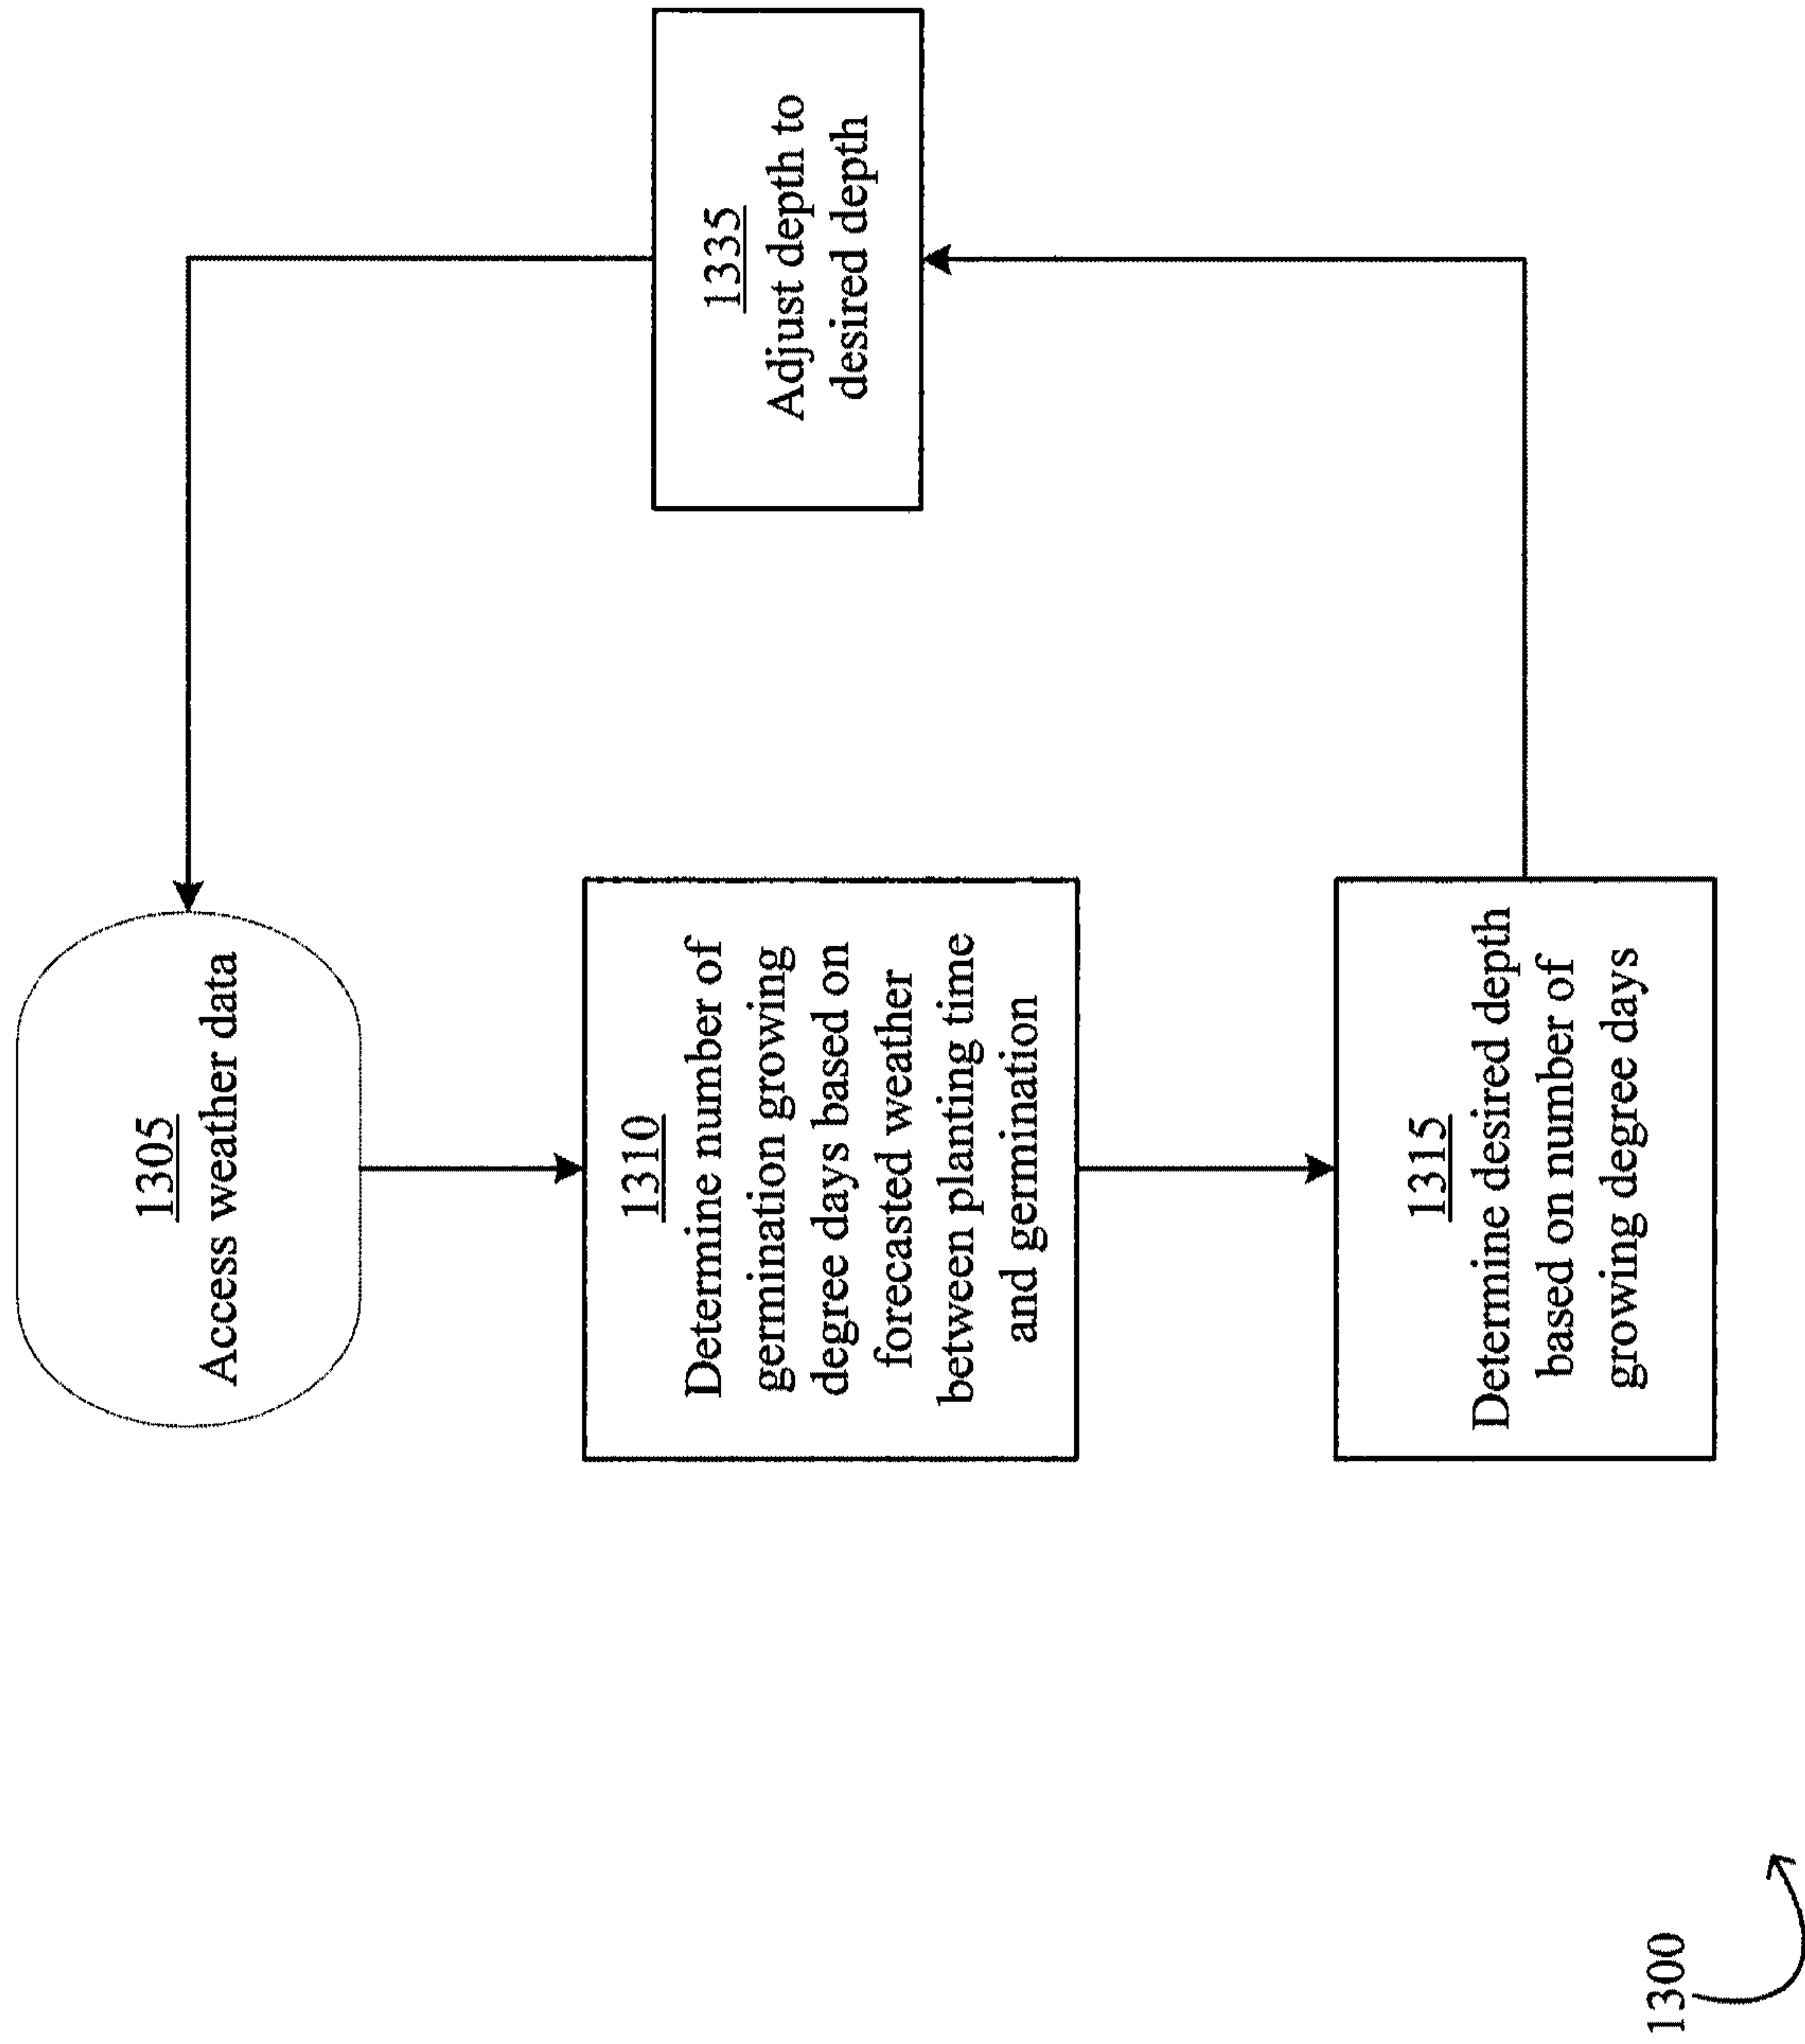 1305
Access weather data
1310
Determine number of
germination growing
degree days based on
forecasted weather
between planting time
and germination
1315
Determine desired depth
based on number of
growing degree days
1335
Adjust depth to
desired depth
1300